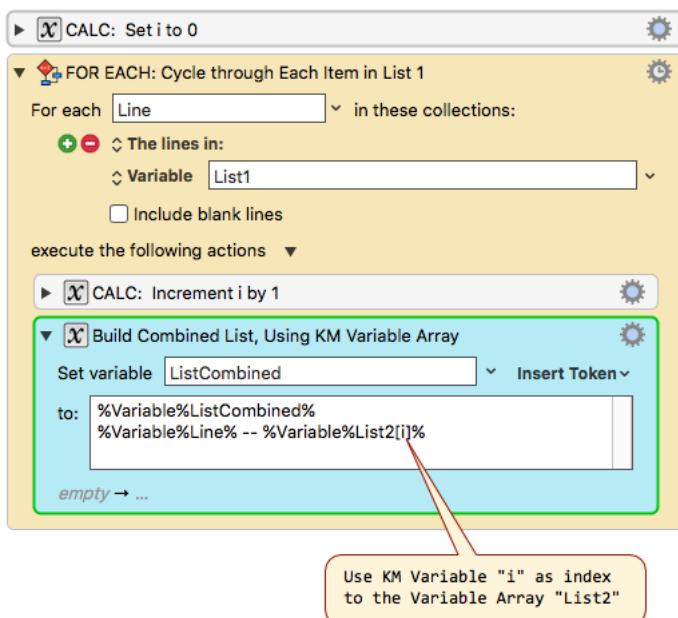 CALC: Set i to 0
FOR EACH: Cycle through Each Item in List 1
For each Line in these collections:
The lines in:
Variable List1
Include blank lines
execute the following actions
CALC: Increment i by 1
Build Combined List, Using KM Variable Array
Set variable ListCombined Insert Token
to: %Variable%ListCombined%
%Variable%Line% -- %Variable%List2[i]%
empty → ...
Use KM Variable "i" as index
to the Variable Array "List2"